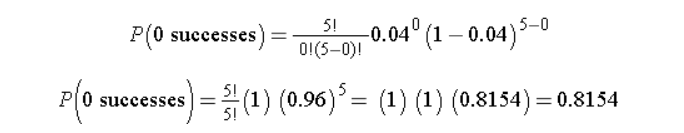 P(0 successes) = 5!/0!(5−0)! 0.04^0 (1 − 0.04)^5−0
P(0 successes) = 5!/5! (1) (0.96)^5 = (1) (1) (0.8154) = 0.8154